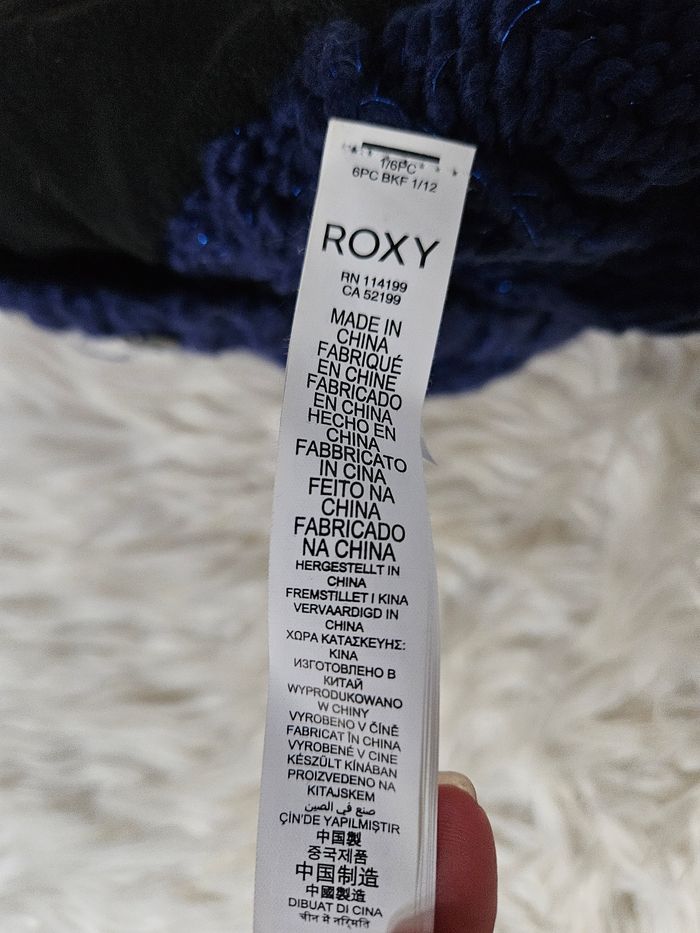 1/6PC
6PC BKF 1/12
ROXY
RN 114199
CA 52199
MADE IN
CHINA
FABRIQUÉ
EN CHINE
FABRICADO
EN CHINA
HECHO EN
CHINA
FABBRICATO
IN CINA
FEITO NA
CHINA
FABRICADO
NA CHINA
HERGESTELLT IN
CHINA
FREMSTILLET I KINA
VERVAARDIGD IN
CHINA
ΧΩΡΑ ΚΑΤΑΣΚΕΥΗΣ:
ΚΙΝΑ
ИЗГОТОВЛЕНО В
КИТАЙ
WYPRODUKOWANO
W CHINY
VYROBENO V ČÍNĚ
FABRICAT ÎN CHINA
VYROBENÉ V CINE
KÉSZÜLT KÍNÁBAN
PROIZVEDENO NA
KITAJSKEM
صنع في الصين
ÇİN'DE YAPILMIŞTIR
中国製
중국제품
中国制造
中國製造
DIBUAT DI CINA
चीन में नर्मिति